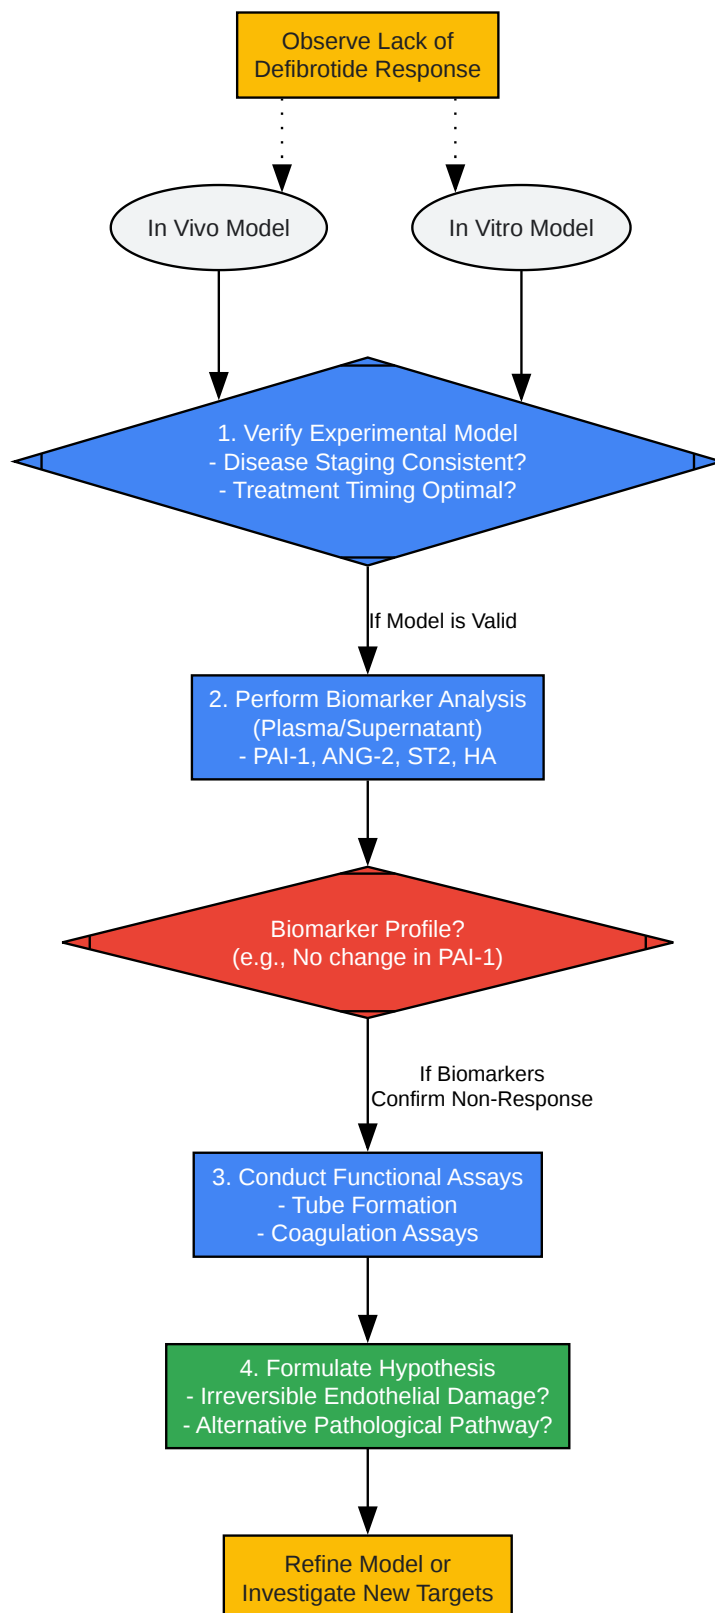 Observe Lack of
Defibrotide Response
In Vivo Model
In Vitro Model
1. Verify Experimental Model
- Disease Staging Consistent?
- Treatment Timing Optimal?
If Model is Valid
2. Perform Biomarker Analysis
(Plasma/Supernatant)
- PAI-1, ANG-2, ST2, HA
Biomarker Profile?
(e.g., No change in PAI-1)
If Biomarkers
Confirm Non-Response
3. Conduct Functional Assays
- Tube Formation
- Coagulation Assays
4. Formulate Hypothesis
- Irreversible Endothelial Damage?
- Alternative Pathological Pathway?
Refine Model or
Investigate New Targets